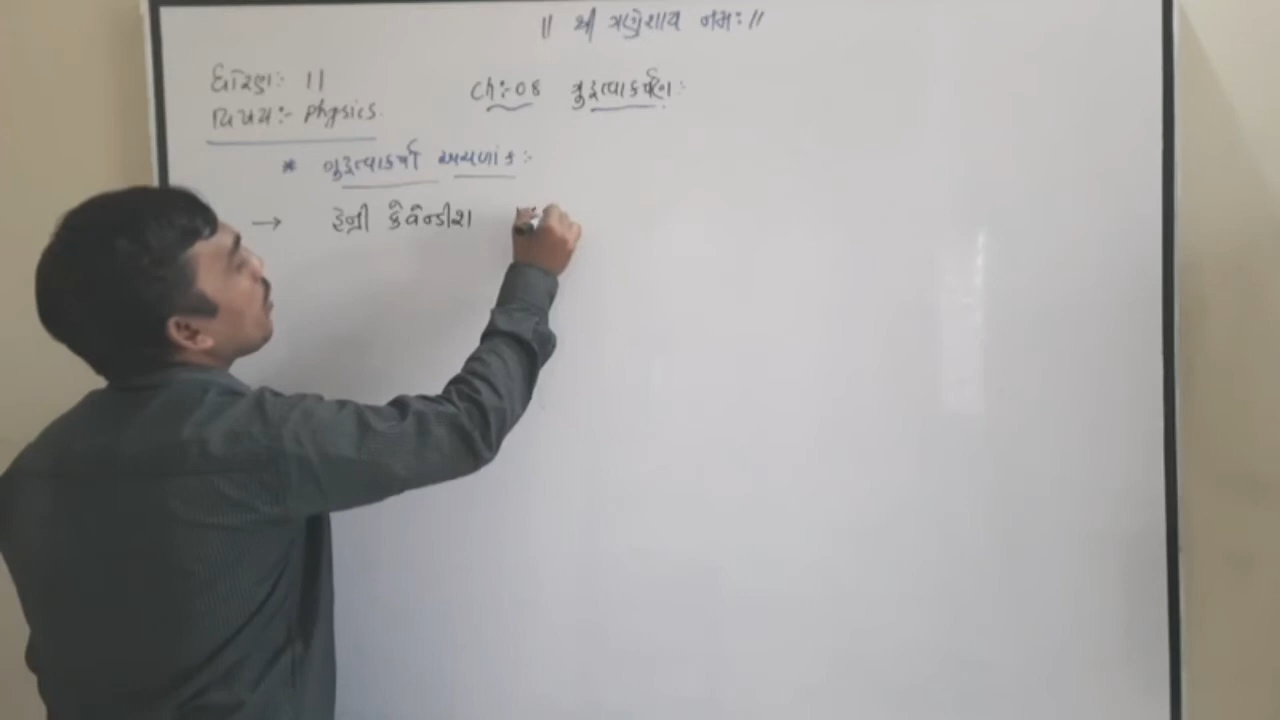 || શ્રી ગણેશાય નમઃ ||
ધોરણ:- 11
વિષય:- Physics.
Ch:-08 ગુરુત્વાકર્ષણ:
* ગુરુત્વાકર્ષી અચળાંક:-
→ હેન્રી કેવેન્ડીશ